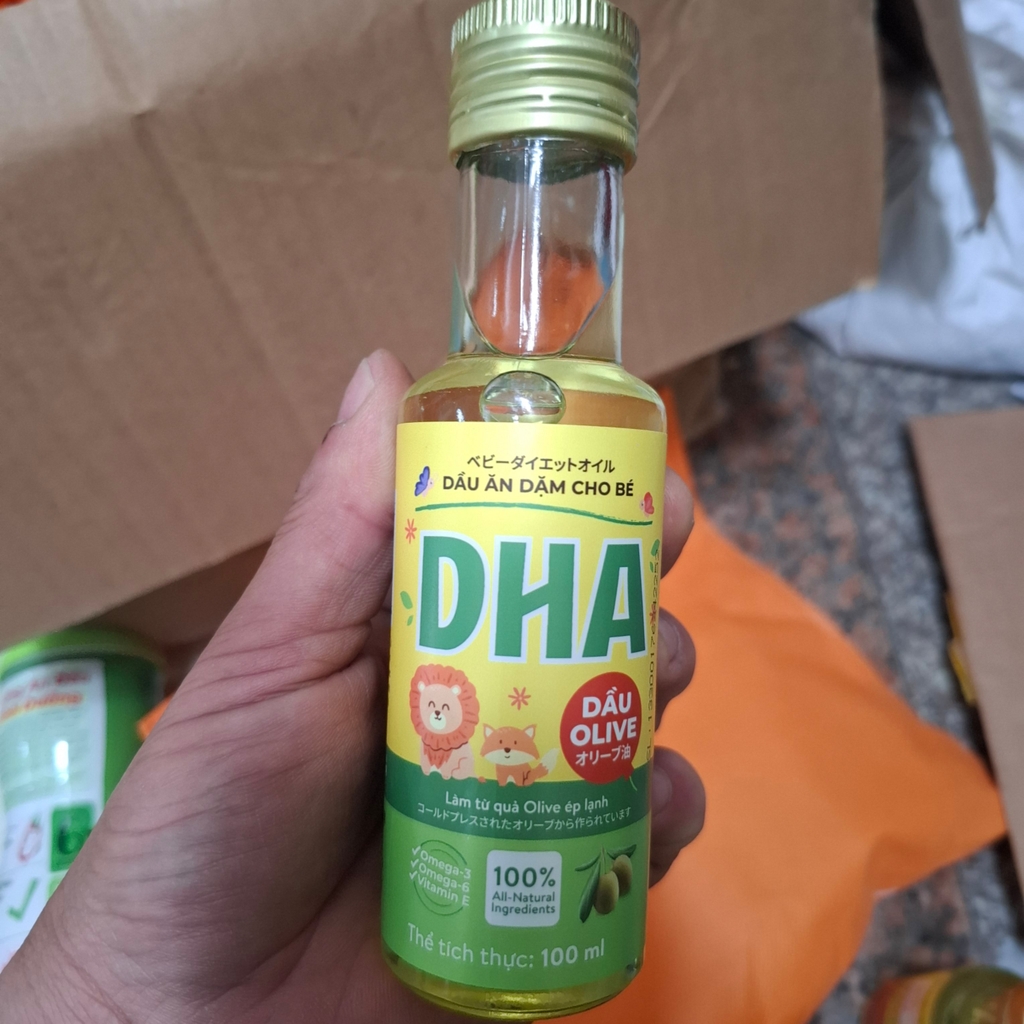 ベビーダイエットオイル
DẦU ĂN DẶM CHO BÉ
DHA
DẦU
OLIVE
オリーブ油
Làm từ quả Olive ép lạnh
コールドプレスされたオリーブから作られています
Omega-3
Omega-6
Vitamin E
100%
All-Natural
Ingredients
Thể tích thực: 100 ml